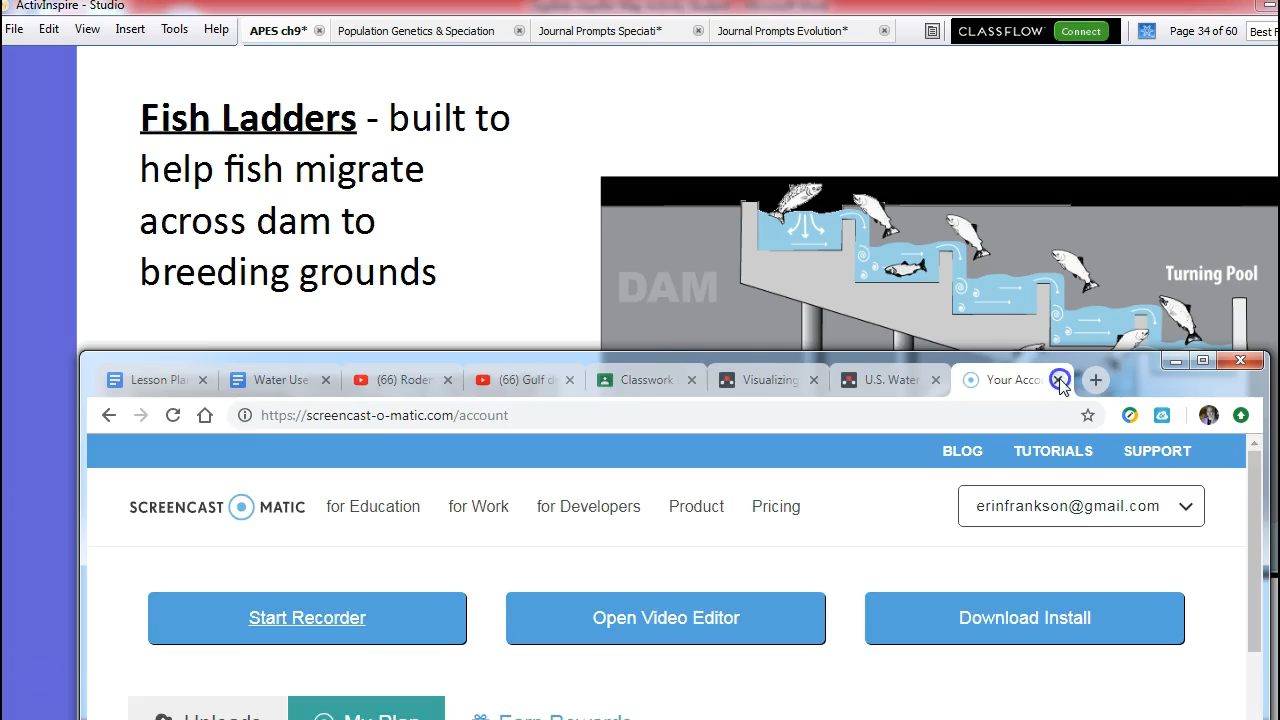 ActivInspire - Studio
File Edit View Insert Tools Help APES ch9* Population Genetics & Speciation Journal Prompts Speciati* Journal Prompts Evolution* CLASSFLOW Connect Page 34 of 60 Best F
Fish Ladders - built to
help fish migrate
across dam to
breeding grounds
DAM
Turning Pool
Lesson Pla Water Use (66) Roder (66) Gulf d Classwork Visualizing U.S. Wate Your Acco
https://screencast-o-matic.com/account
BLOG TUTORIALS SUPPORT
SCREENCAST MATIC for Education for Work for Developers Product Pricing erinfrankson@gmail.com
Start Recorder Open Video Editor Download Install
Uploads My Plan Earn Rewards